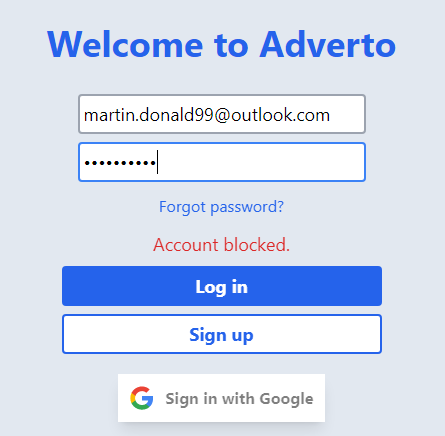 Welcome to Adverto
martin.donald99@outlook.com
••••••••••
Forgot password?
Account blocked.
Log in
Sign up
Sign in with Google